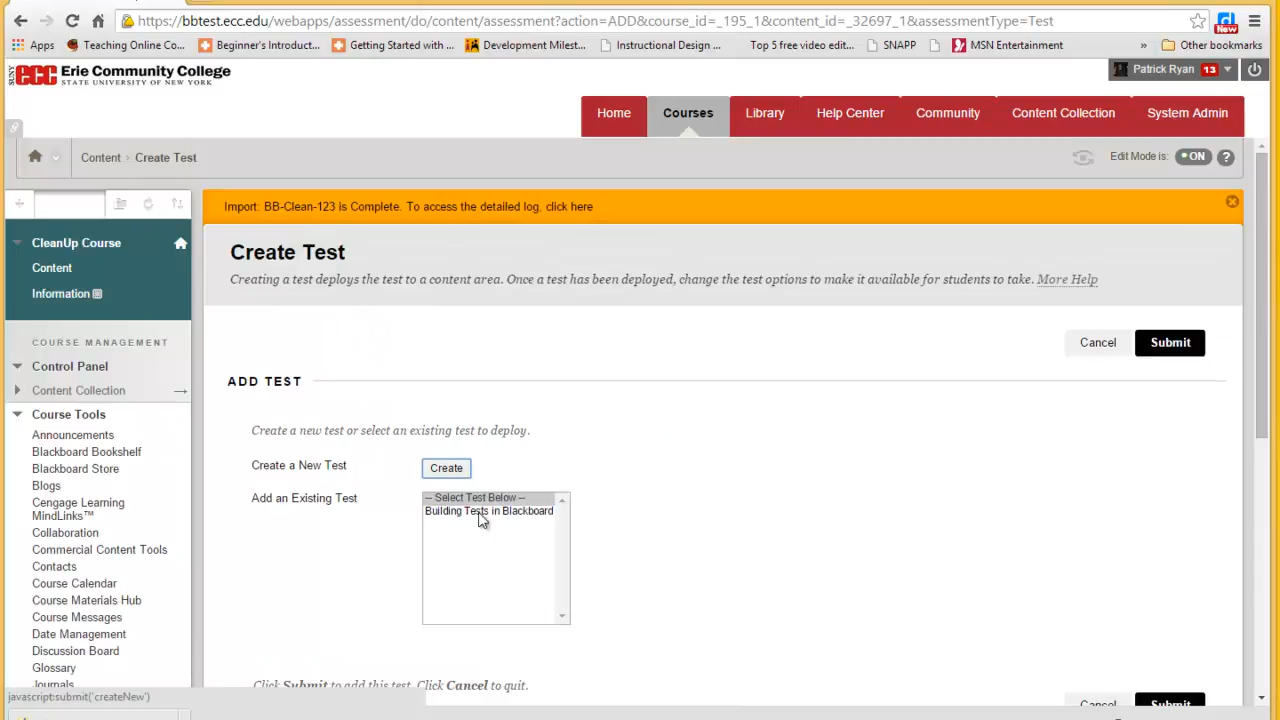 https://bbtest.ecc.edu/webapps/assessment/do/content/assessment?action=ADD&course_id=_195_1&content_id=_32697_1&assessmentType=Test
New
Apps Teaching Online Co... Beginner's Introduct... Getting Started with ... Development Milest... Instructional Design ... Top 5 free video edit... SNAPP MSN Entertainment » Other bookmarks
SUNY ecc Erie Community College
STATE UNIVERSITY OF NEW YORK
Patrick Ryan 13
Home Courses Library Help Center Community Content Collection System Admin
Content › Create Test
Edit Mode is: ON ?
Import: BB-Clean-123 is Complete. To access the detailed log, click here
CleanUp Course
Content
Information
COURSE MANAGEMENT
Control Panel
Content Collection →
Course Tools
Announcements
Blackboard Bookshelf
Blackboard Store
Blogs
Cengage Learning
MindLinks™
Collaboration
Commercial Content Tools
Contacts
Course Calendar
Course Materials Hub
Course Messages
Date Management
Discussion Board
Glossary
Journals
Create Test
Creating a test deploys the test to a content area. Once a test has been deployed, change the test options to make it available for students to take. More Help
Cancel Submit
ADD TEST
Create a new test or select an existing test to deploy.
Create a New Test Create
Add an Existing Test
-- Select Test Below --
Building Tests in Blackboard
Click Submit to add this test. Click Cancel to quit.
Cancel Submit
javascript:submit('createNew')